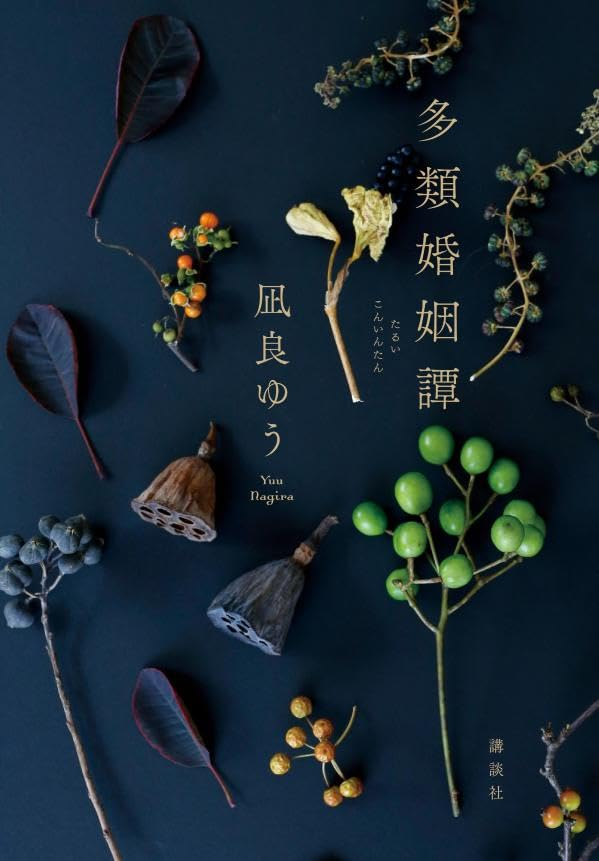 多類婚姻譚
たるい
こんいんたん
凪良ゆう
Yuu
Nagira
講談社